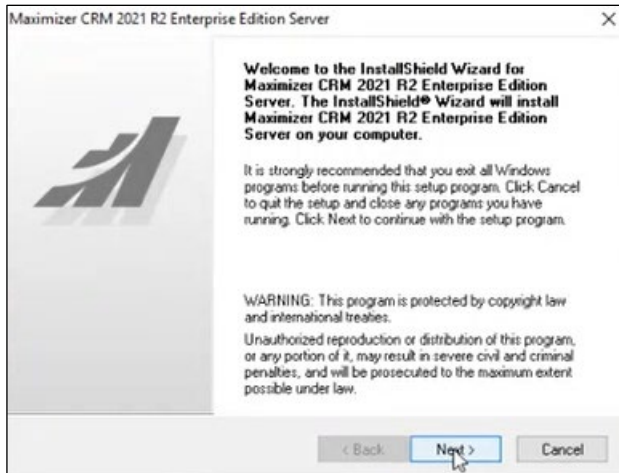 Maximizer CRM 2021 R2 Enterprise Edition Server
Welcome to the InstallShield Wizard for
Maximizer CRM 2021 R2 Enterprise Edition
Server. The InstallShield® Wizard will install
Maximizer CRM 2021 R2 Enterprise Edition
Server on your computer.
It is strongly recommended that you exit all Windows
programs before running this setup program. Click Cancel
to quit the setup and close any programs you have
running. Click Next to continue with the setup program.
WARNING: This program is protected by copyright law
and international treaties.
Unauthorized reproduction or distribution of this program,
or any portion of it, may result in severe civil and criminal
penalties, and will be prosecuted to the maximum extent
possible under law.
< Back Next > Cancel